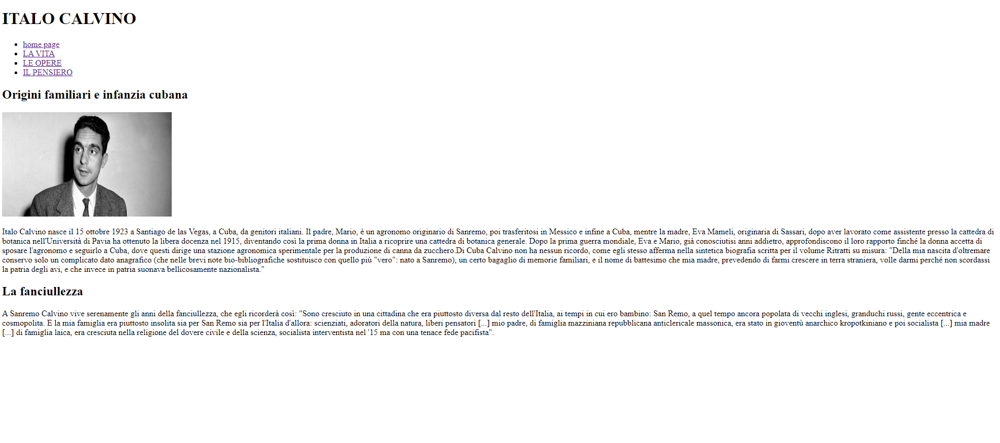 ITALO CALVINO
home page
LA VITA
LE OPERE
IL PENSIERO
Origini familiari e infanzia cubana
Italo Calvino nasce il 15 ottobre 1923 a Santiago de las Vegas, a Cuba, da genitori italiani. Il padre, Mario, è un agronomo originario di Sanremo, poi trasferitosi in Messico e infine a Cuba, mentre la madre, Eva Mameli, originaria di Sassari, dopo aver lavorato come assistente presso la cattedra di
botanica nell'Università di Pavia ha ottenuto la libera docenza nel 1915, diventando così la prima donna in Italia a ricoprire una cattedra di botanica generale. Dopo la prima guerra mondiale, Eva e Mario, già conosciutisi anni addietro, approfondiscono il loro rapporto finché la donna accetta di
sposare l'agronomo e seguirlo a Cuba, dove questi dirige una stazione agronomica sperimentale per la produzione di canna da zucchero.Di Cuba Calvino non ha nessun ricordo, come egli stesso afferma nella sintetica biografia scritta per il volume Ritratti su misura: "Della mia nascita d'oltremare
conservo solo un complicato dato anagrafico (che nelle brevi note bio-bibliografiche sostituisco con quello più "vero": nato a Sanremo), un certo bagaglio di memorie familiari, e il nome di battesimo che mia madre, prevedendo di farmi crescere in terra straniera, volle darmi perché non scordassi
la patria degli avi, e che invece in patria suonava bellicosamente nazionalista."
La fanciullezza
A Sanremo Calvino vive serenamente gli anni della fanciullezza, che egli ricorderà così: "Sono cresciuto in una cittadina che era piuttosto diversa dal resto dell'Italia, ai tempi in cui ero bambino: San Remo, a quel tempo ancora popolata di vecchi inglesi, granduchi russi, gente eccentrica e
cosmopolita. E la mia famiglia era piuttosto insolita sia per San Remo sia per l'Italia d'allora: scienziati, adoratori della natura, liberi pensatori [...] mio padre, di famiglia mazziniana repubblicana anticlericale massonica, era stato in gioventù anarchico kropotkiniano e poi socialista [...] mia madre
[...] di famiglia laica, era cresciuta nella religione del dovere civile e della scienza, socialista interventista nel '15 ma con una tenace fede pacifista".